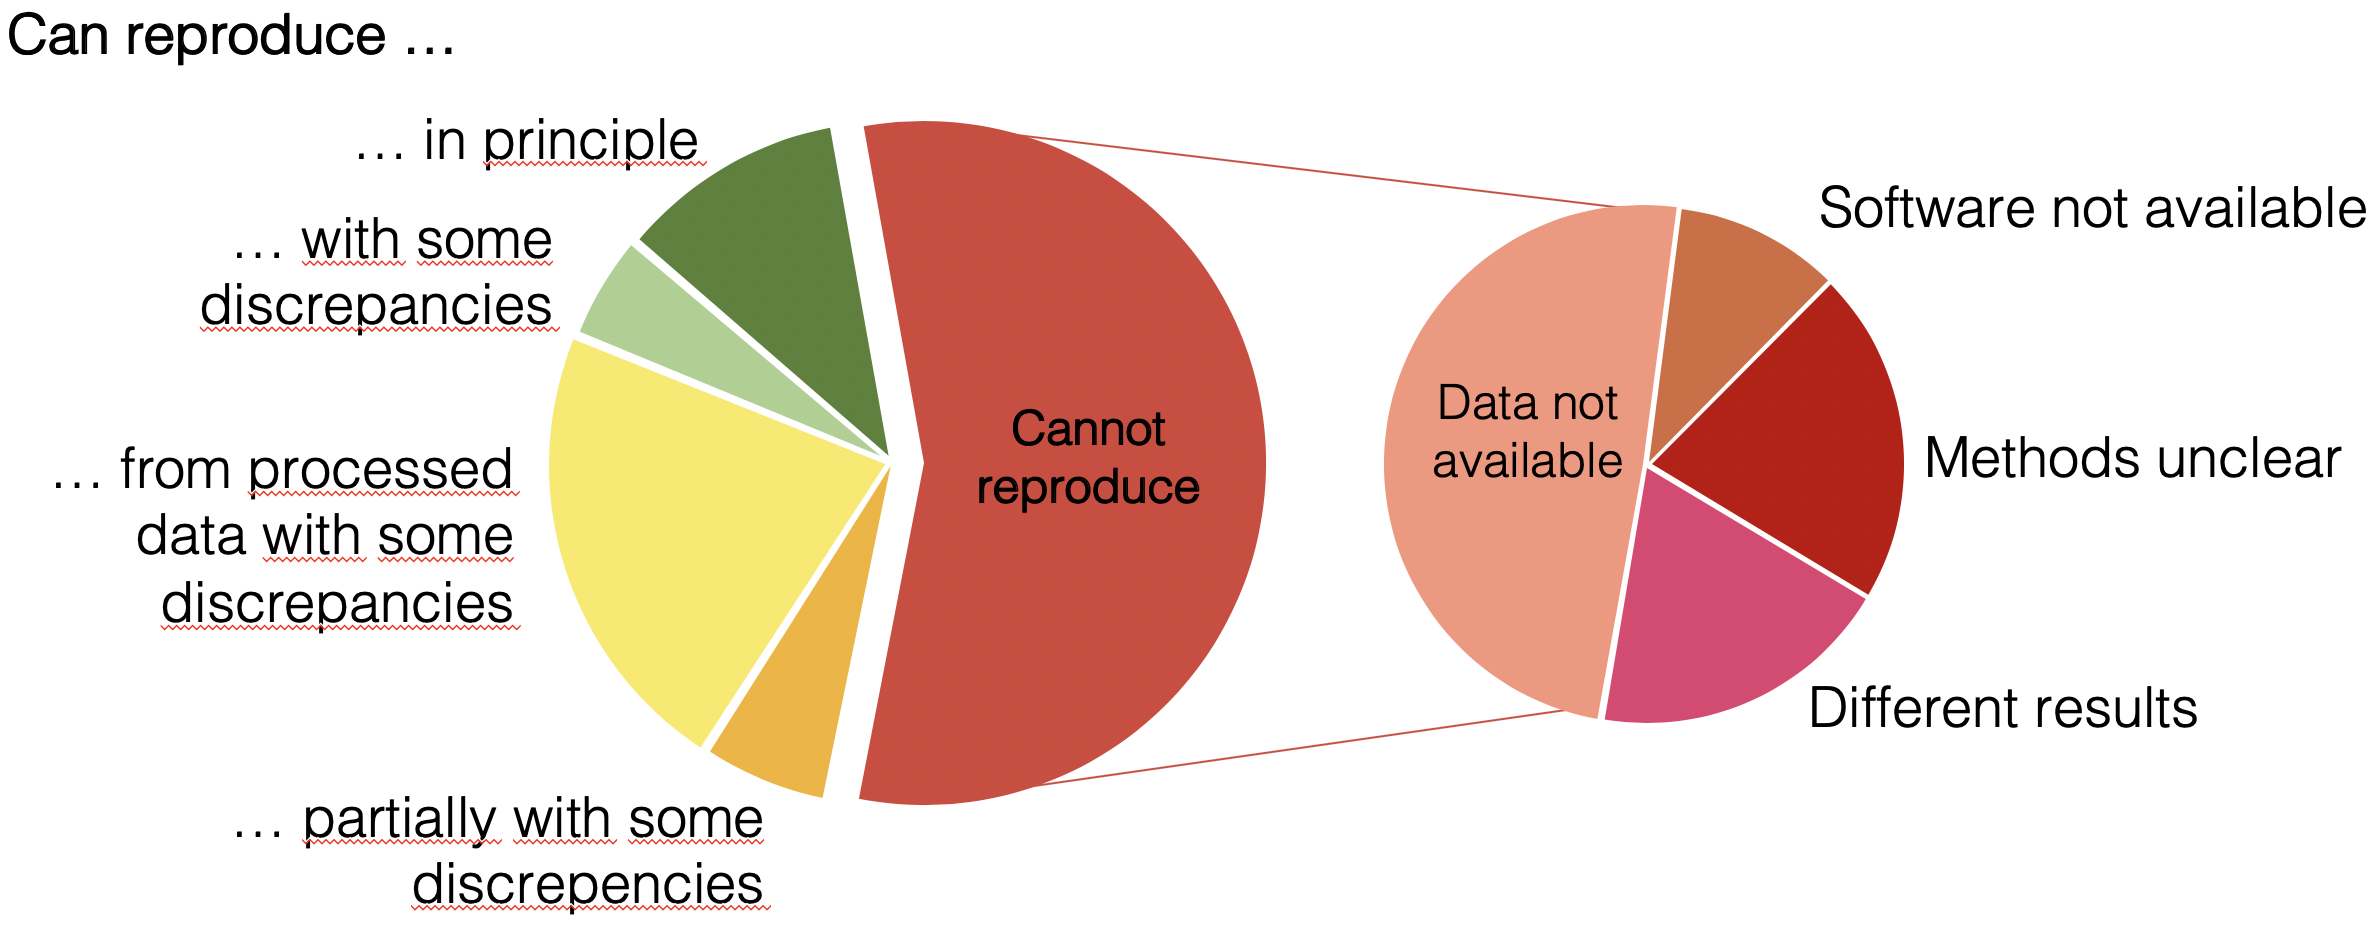 Can reproduce …
… in principle
… with some
discrepancies
… from processed
data with some
discrepancies
… partially with some
discrepencies
Cannot
reproduce
Data not
available
Software not available
Methods unclear
Different results